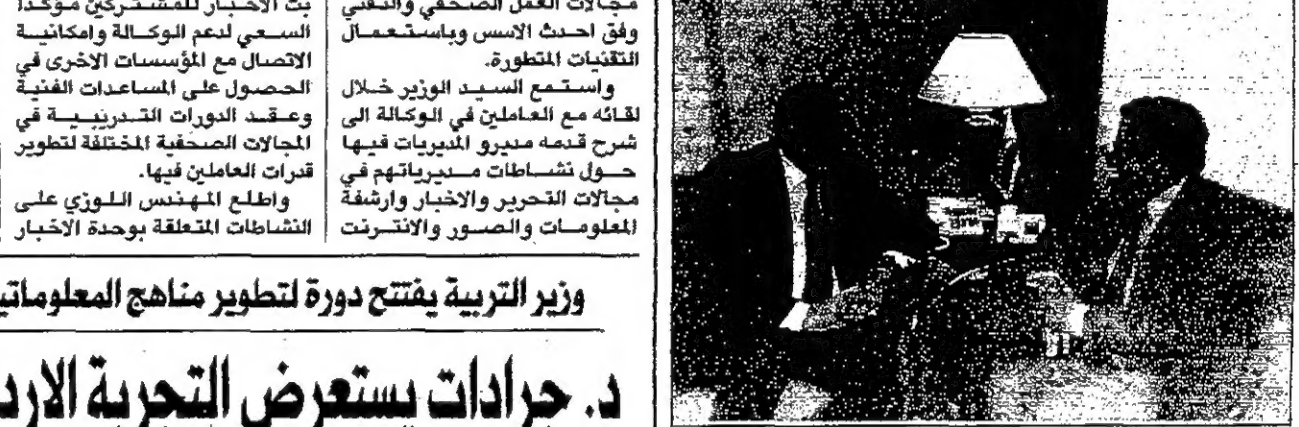 مجالات العمل الصحفي والتقني
وفق احدث الاسس وباستعمال
التقنيات المتطورة.
واستمع السيد الوزير خلال
لقائه مع العاملين في الوكالة الى
شرح قدمه مديرو المديريات فيها
حول نشاطات مديرياتهم في
مجالات التحرير والاخبار وارشفة
المعلومات والصور والانترنت
بث الاخبار للمشتركين مؤكدا
السعي لدعم الوكالة وامكانية
الاتصال مع المؤسسات الاخرى في
الحصول على المساعدات الفنية
وعقد الدورات التدريبية في
المجالات الصحفية المختلفة لتطوير
قدرات العاملين فيها.
واطلع المهندس اللوزي على
النشاطات المتعلقة بوحدة الاخبار
وزير التربية يفتتح دورة لتطوير مناهج المعلوماتي
د. جرادات يستعرض التجربة الارد